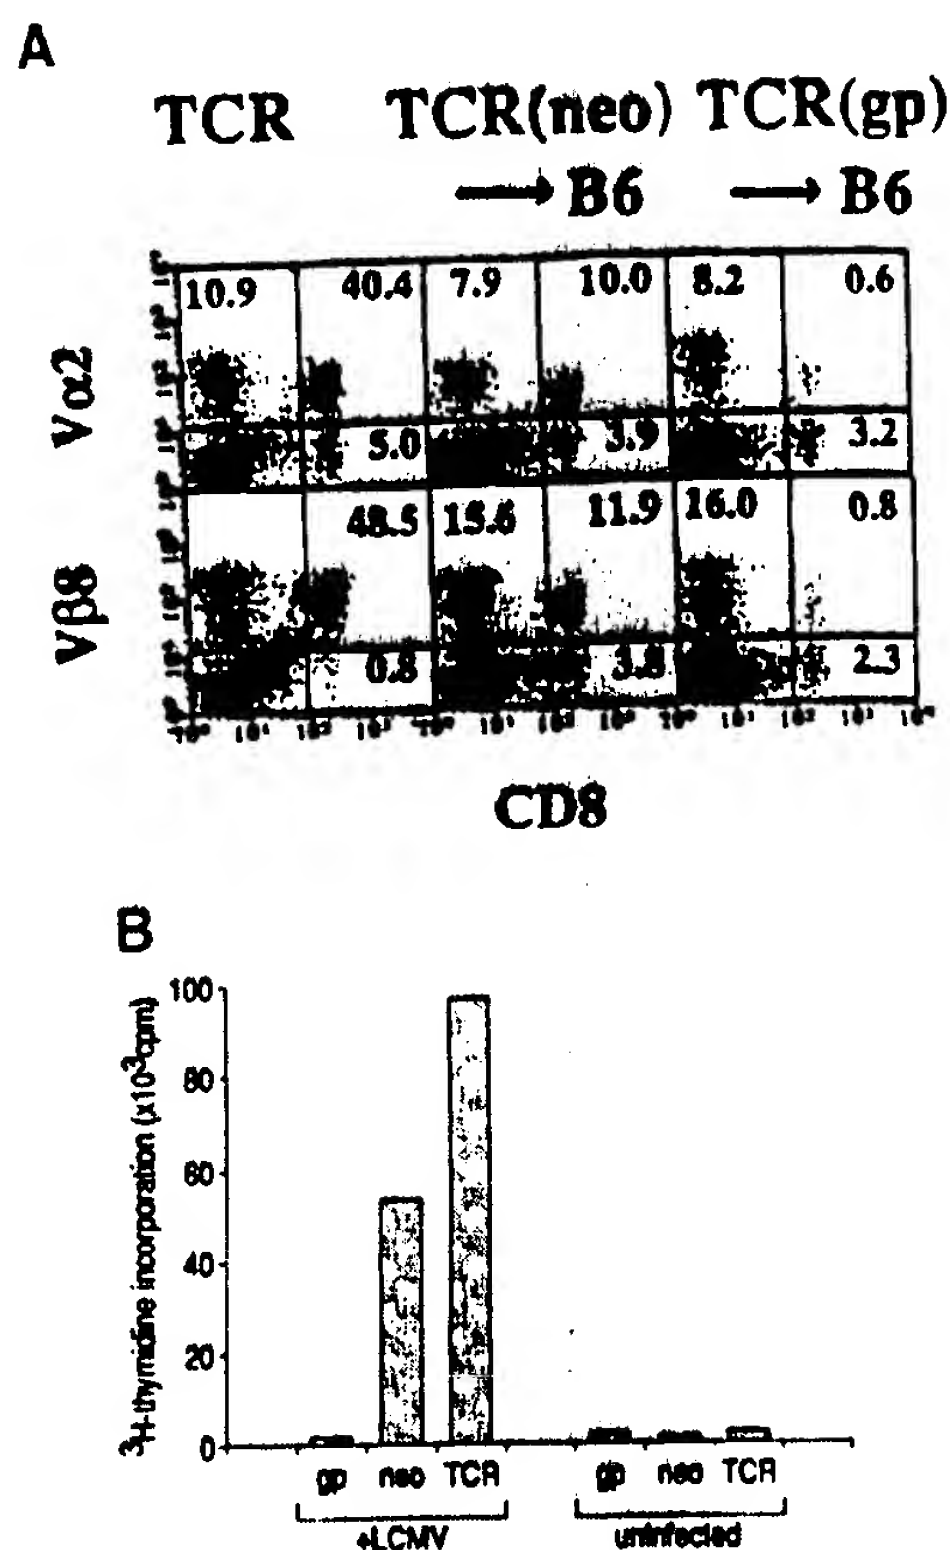 A
TCR TCR(neo) TCR(gp)
→ B6 → B6
Vα2
10.9 40.4 7.9 10.0 8.2 0.6
5.0 3.9 3.2
Vβ8
48.5 15.6 11.9 16.0 0.8
0.8 3.8 2.3
CD8
B
³H-thymidine incorporation (x10³cpm)
100
80
60
40
20
0
gp neo TCR gp neo TCR
+LCMV uninfected